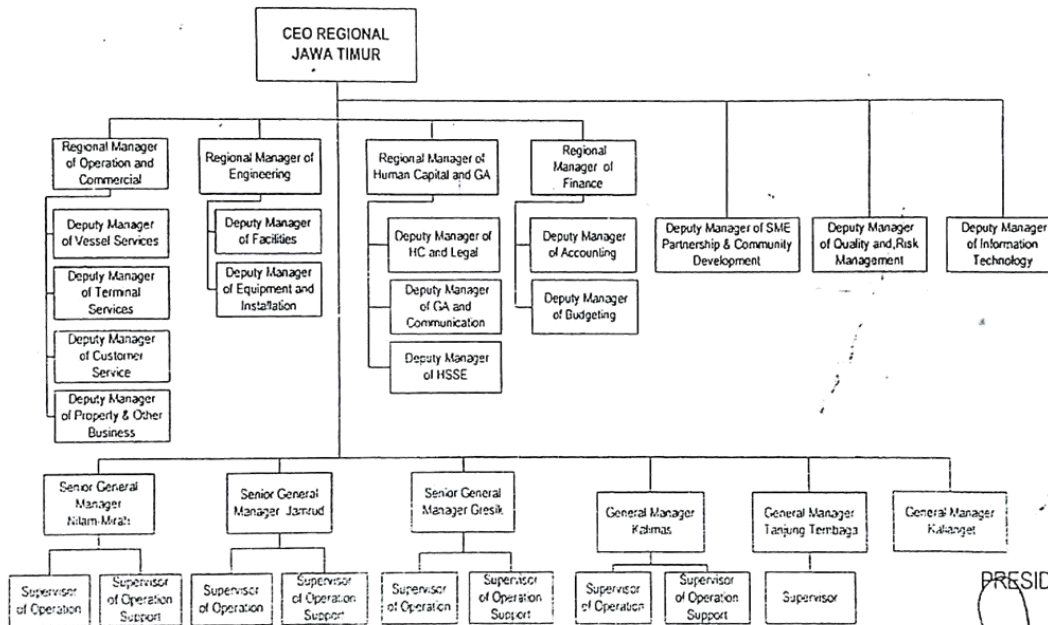 CEO REGIONAL
JAWA TIMUR
Regional Manager
of Operation and
Commercial
Regional Manager of
Engineering
Regional Manager of
Human Capital and GA
Regional
Manager of
Finance
Deputy Manager
of Vessel Services
Deputy Manager
of Terminal
Services
Deputy Manager
of Customer
Service
Deputy Manager
of Property & Other
Business
Deputy Manager
of Facilities
Deputy Manager
of Equipment and
Installation
Deputy Manager of
HC and Legal
Deputy Manager
of GA and
Communication
Deputy Manager
of HSSE
Deputy Manager
of Accounting
Deputy Manager
of Budgeting
Deputy Manager of SME
Partnership & Community
Development
Deputy Manager
of Quality and Risk
Management
Deputy Manager
of Information
Technology
Senior General
Manager
Nilam-Mirah
Senior General
Manager Jamrud
Senior General
Manager Gresik
General Manager
Kalimas
General Manager
Tanjung Tembaga
General Manager
Kalianget
Supervisor
of Operation
Supervisor
of Operation
Support
Supervisor
of Operation
Supervisor
of Operation
Support
Supervisor
of Operation
Supervisor
of Operation
Support
Supervisor
of Operation
Supervisor
of Operation
Support
Supervisor
PRESID